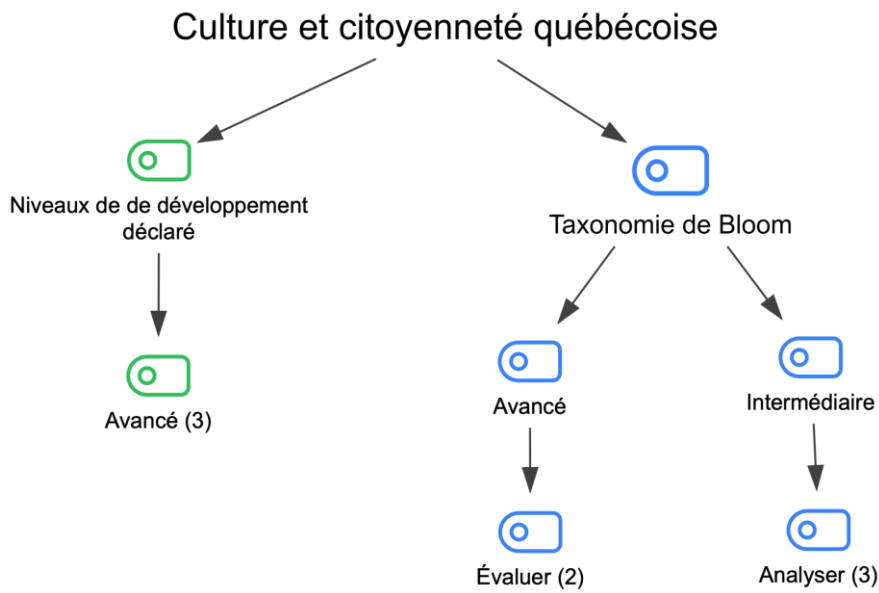 Culture et citoyenneté québécoise
Niveaux de de développement
déclaré
Taxonomie de Bloom
Avancé (3)
Avancé
Intermédiaire
Évaluer (2)
Analyser (3)